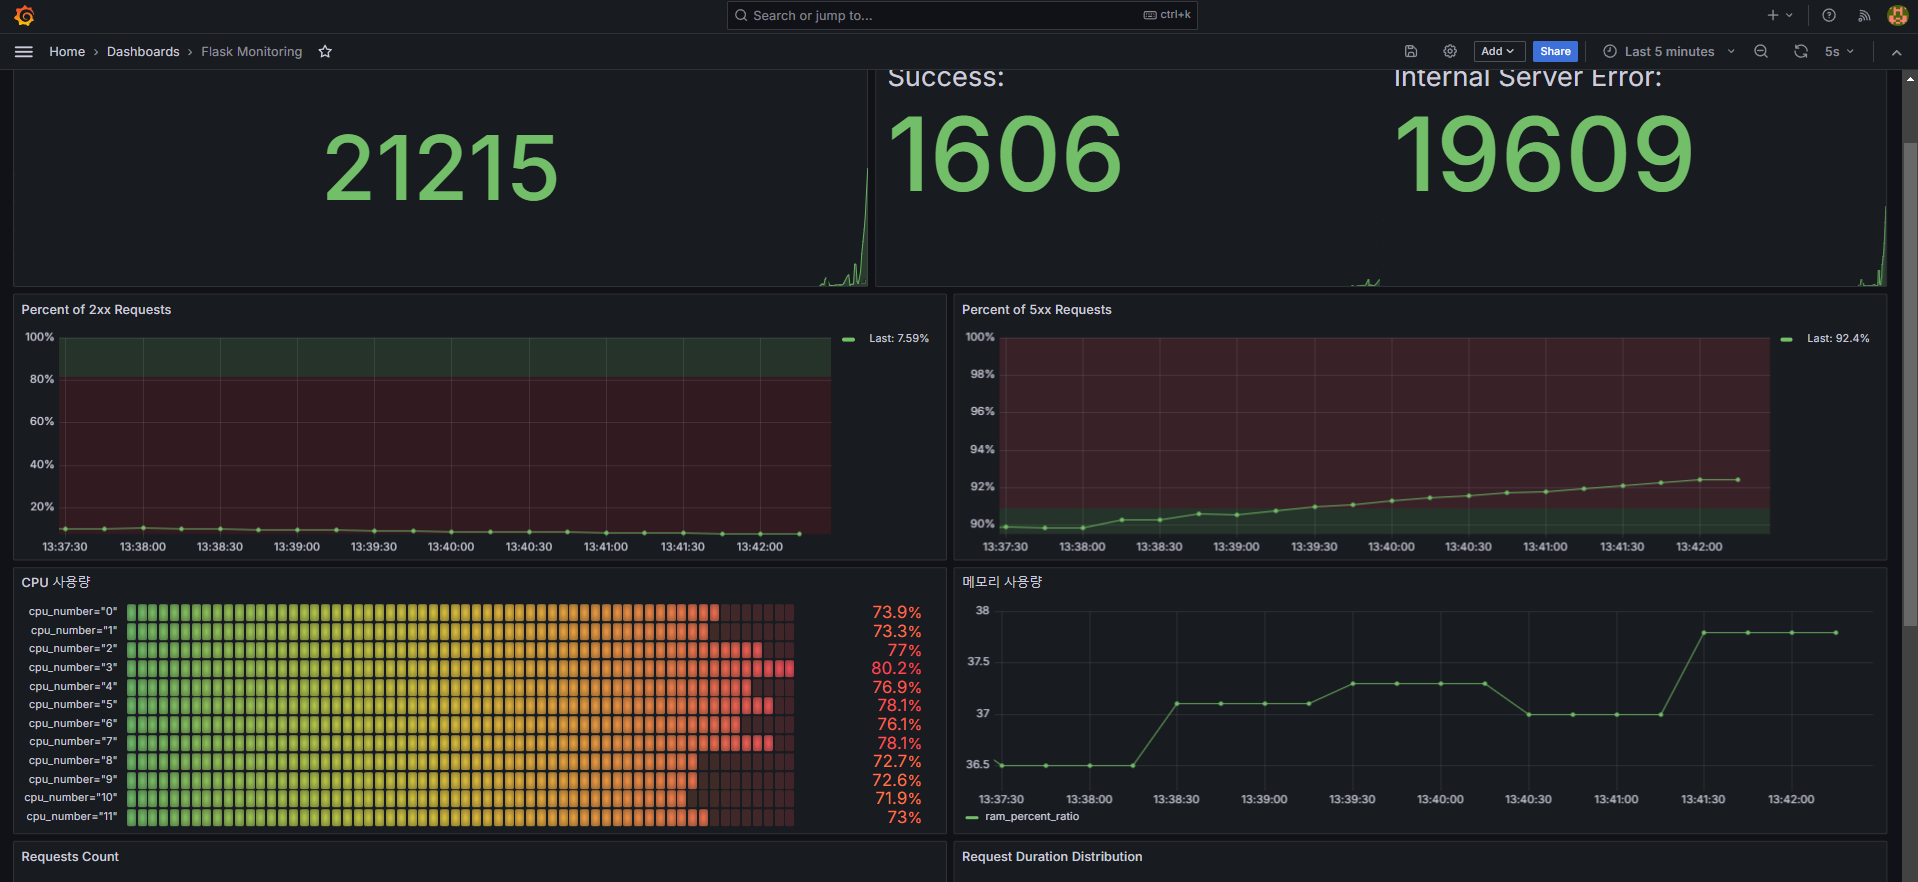 Search or jump to...
ctrl+k
Home › Dashboards › Flask Monitoring
Add
Share
Last 5 minutes
5s
21215
Success:
1606
Internal Server Error:
19609
Percent of 2xx Requests
100%
80%
60%
40%
20%
13:37:30 13:38:00 13:38:30 13:39:00 13:39:30 13:40:00 13:40:30 13:41:00 13:41:30 13:42:00
Last: 7.59%
Percent of 5xx Requests
100%
98%
96%
94%
92%
90%
13:37:30 13:38:00 13:38:30 13:39:00 13:39:30 13:40:00 13:40:30 13:41:00 13:41:30 13:42:00
Last: 92.4%
CPU 사용량
cpu_number="0" 73.9%
cpu_number="1" 73.3%
cpu_number="2" 77%
cpu_number="3" 80.2%
cpu_number="4" 76.9%
cpu_number="5" 78.1%
cpu_number="6" 76.1%
cpu_number="7" 78.1%
cpu_number="8" 72.7%
cpu_number="9" 72.6%
cpu_number="10" 71.9%
cpu_number="11" 73%
메모리 사용량
38
37.5
37
36.5
13:37:30 13:38:00 13:38:30 13:39:00 13:39:30 13:40:00 13:40:30 13:41:00 13:41:30 13:42:00
ram_percent_ratio
Requests Count
Request Duration Distribution